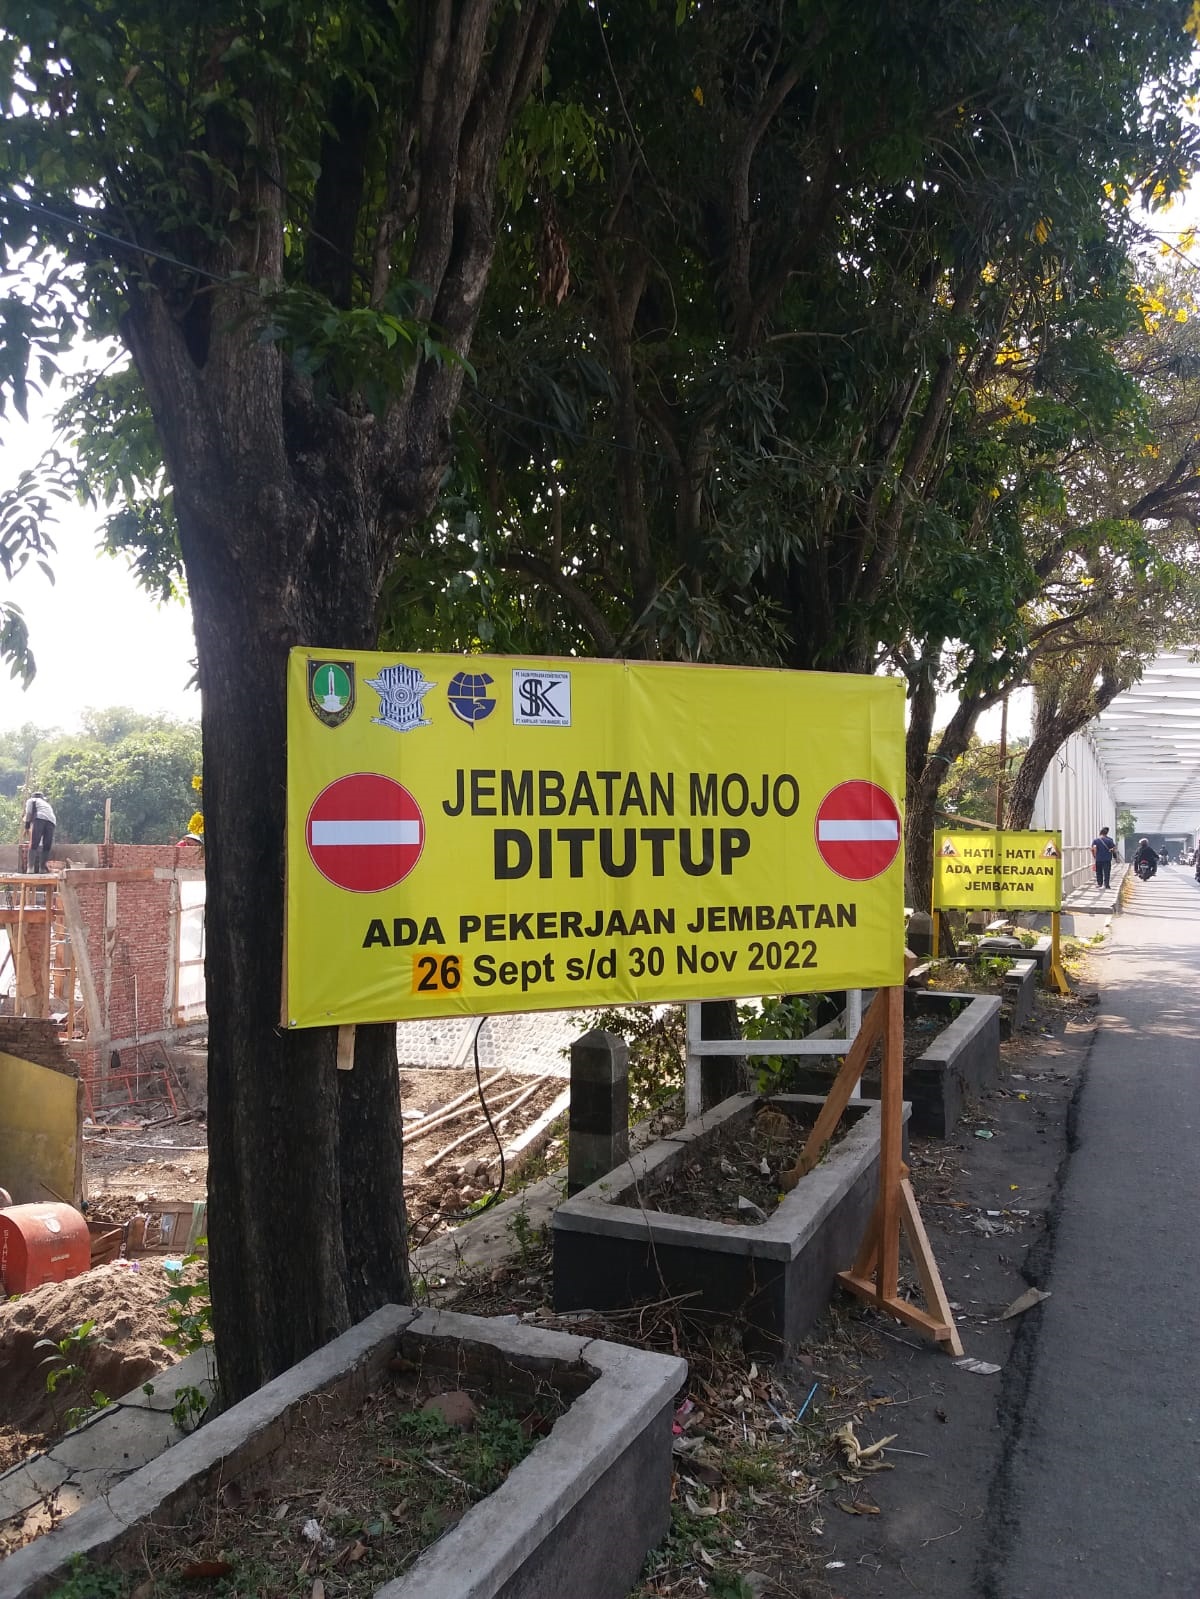 JEMBATAN MOJO
DITUTUP
ADA PEKERJAAN JEMBATAN
26 Sept s/d 30 Nov 2022
HATI - HATI
ADA PEKERJAAN
JEMBATAN